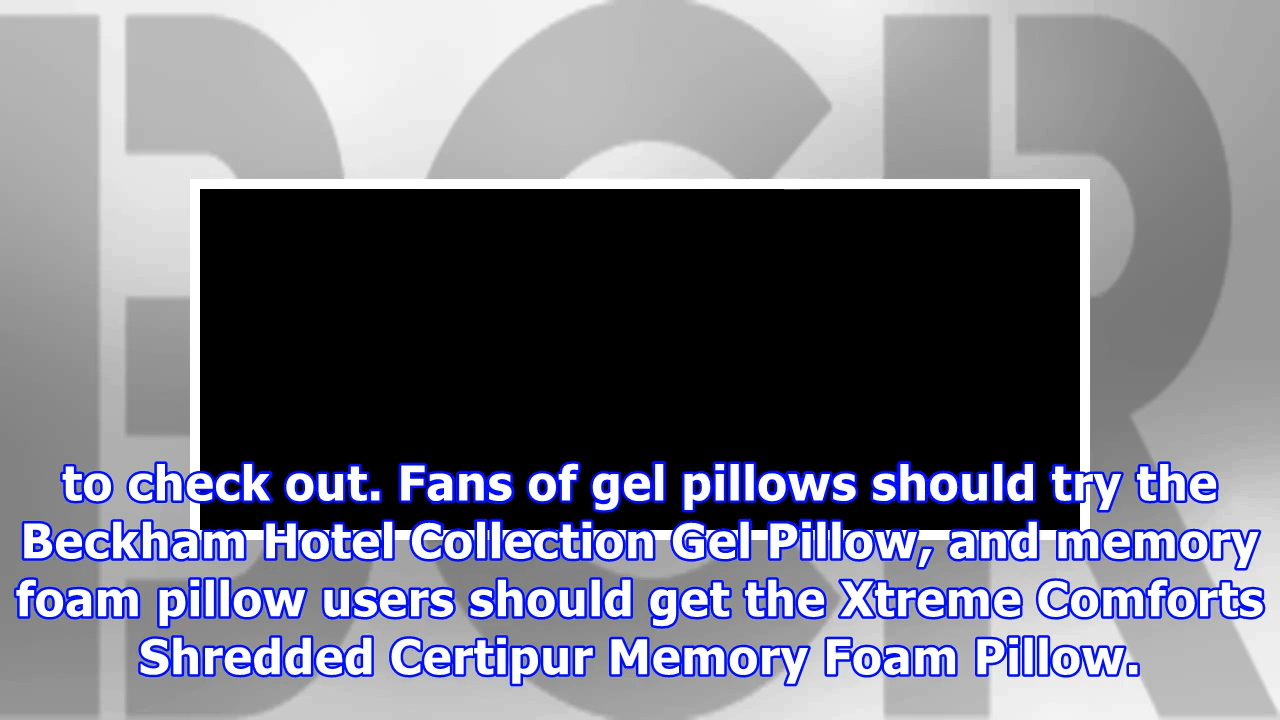 BCR
to check out. Fans of gel pillows should try the
Beckham Hotel Collection Gel Pillow, and memory
foam pillow users should get the Xtreme Comforts
Shredded Certipur Memory Foam Pillow.